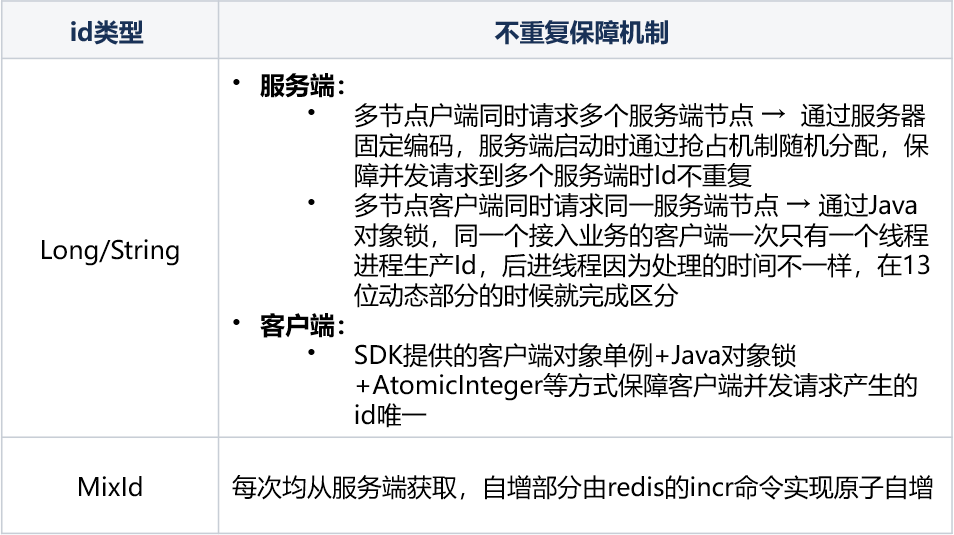 id类型
不重复保障机制
Long/String
• 服务端：
• 多节点户端同时请求多个服务端节点 → 通过服务器
固定编码，服务端启动时通过抢占机制随机分配，保
障并发请求到多个服务端时Id不重复
• 多节点客户端同时请求同一服务端节点 → 通过Java
对象锁，同一个接入业务的客户端一次只有一个线程
进程生产Id，后进线程因为处理的时间不一样，在13
位动态部分的时候就完成区分
• 客户端：
• SDK提供的客户端对象单例+Java对象锁
+AtomicInteger等方式保障客户端并发请求产生的
id唯一
MixId
每次均从服务端获取，自增部分由redis的incr命令实现原子自增